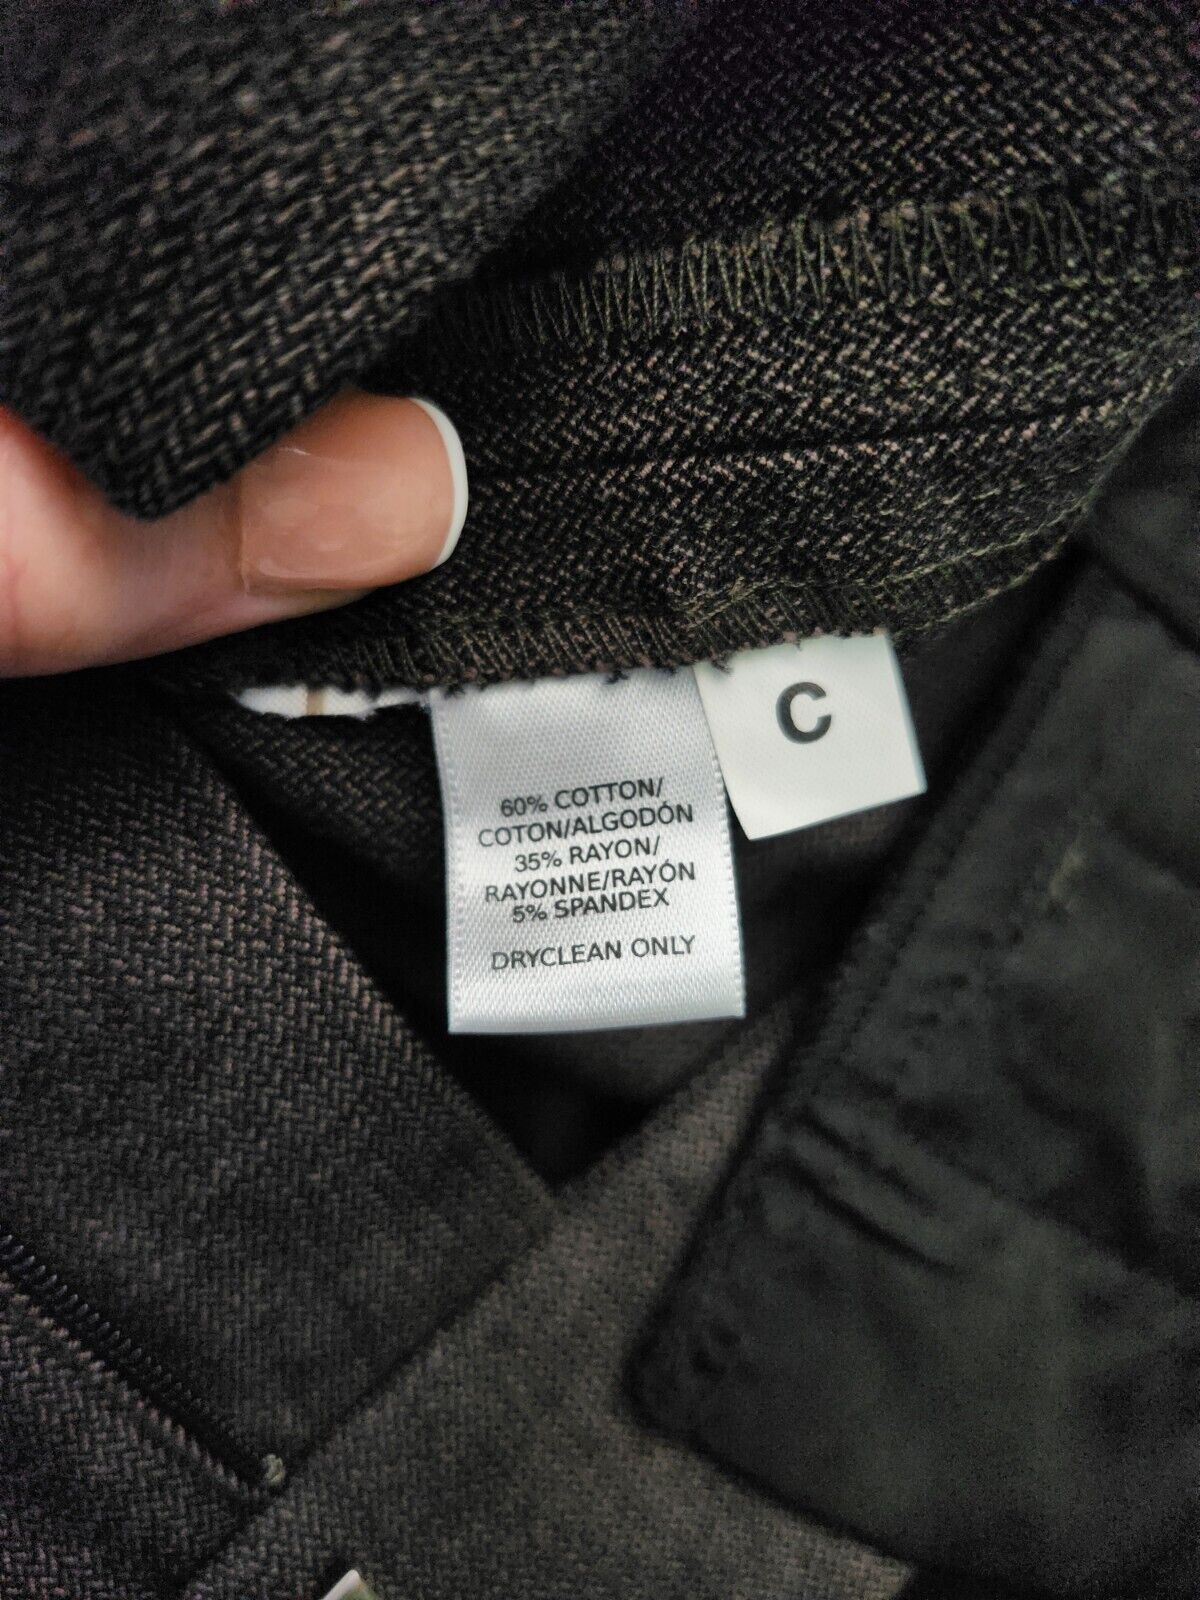 C
60% COTTON/
COTON/ALGODÓN
35% RAYON/
RAYONNE/RAYÓN
5% SPANDEX
DRYCLEAN ONLY